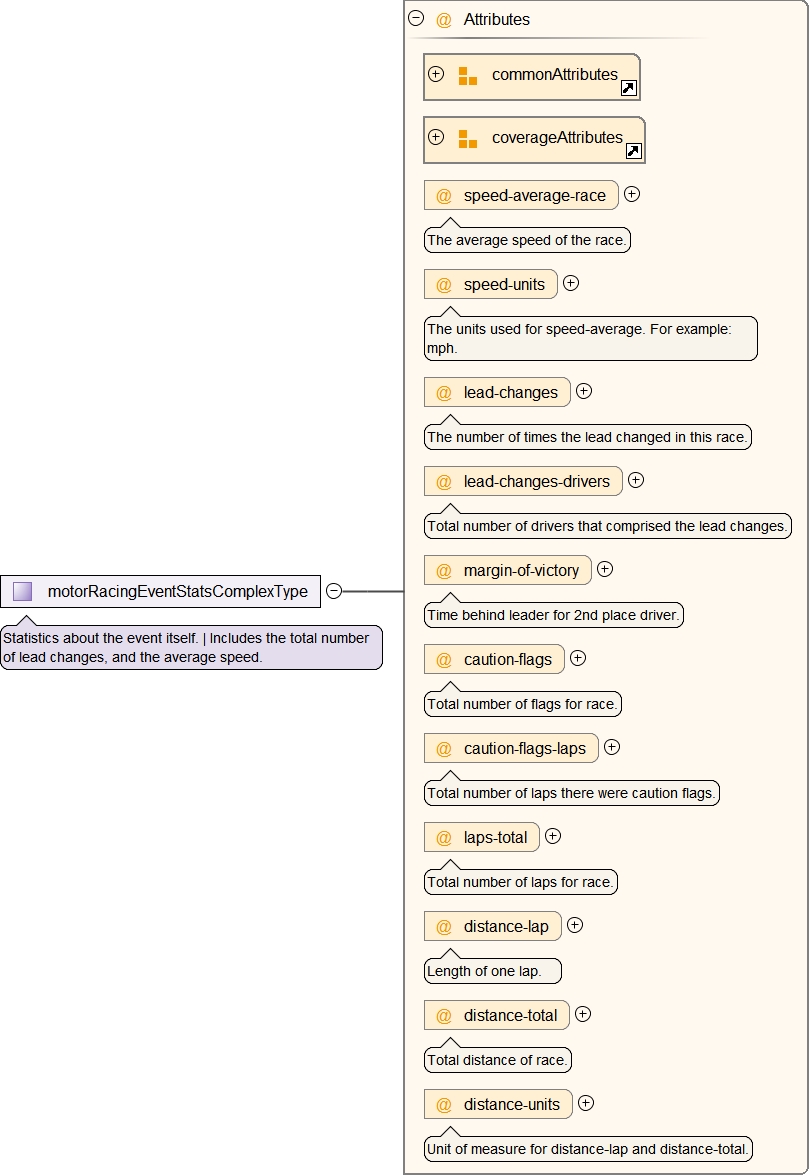 @ Attributes
commonAttributes
coverageAttributes
@ speed-average-race
The average speed of the race.
@ speed-units
The units used for speed-average. For example:
mph.
@ lead-changes
The number of times the lead changed in this race.
@ lead-changes-drivers
Total number of drivers that comprised the lead changes.
@ margin-of-victory
motorRacingEventStatsComplexType
Time behind leader for 2nd place driver.
Statistics about the event itself. | Includes the total number
of lead changes, and the average speed.
@ caution-flags
Total number of flags for race.
@ caution-flags-laps
Total number of laps there were caution flags.
@ laps-total
Total number of laps for race.
@ distance-lap
Length of one lap.
@ distance-total
Total distance of race.
@ distance-units
Unit of measure for distance-lap and distance-total.